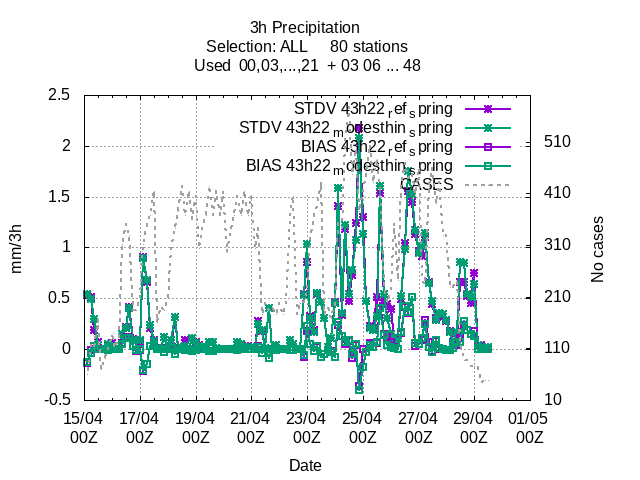 3h Precipitation
Selection: ALL 80 stations
Used 00,03,...,21 + 03 06 ... 48
STDV 43h22_ref_spring
STDV 43h22_modesthin_spring
BIAS 43h22_ref_spring
BIAS 43h22_modesthin_spring
CASES
2.5
2
1.5
1
0.5
0
-0.5
mm/3h
510
410
310
210
110
10
No cases
15/04 17/04 19/04 21/04 23/04 25/04 27/04 29/04 01/05
00Z 00Z 00Z 00Z 00Z 00Z 00Z 00Z 00Z
Date